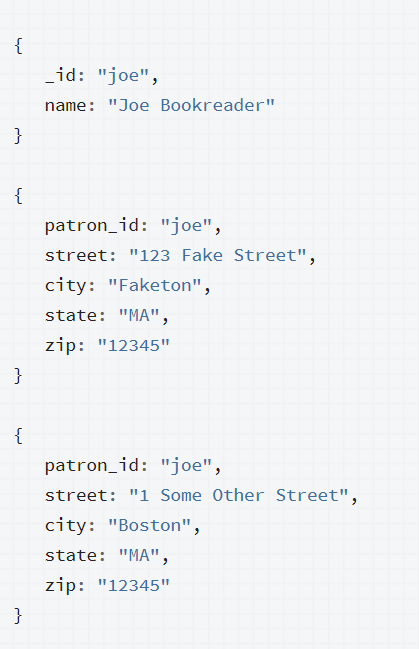 {
_id: "joe",
name: "Joe Bookreader"
}
{
patron_id: "joe",
street: "123 Fake Street",
city: "Faketon",
state: "MA",
zip: "12345"
}
{
patron_id: "joe",
street: "1 Some Other Street",
city: "Boston",
state: "MA",
zip: "12345"
}